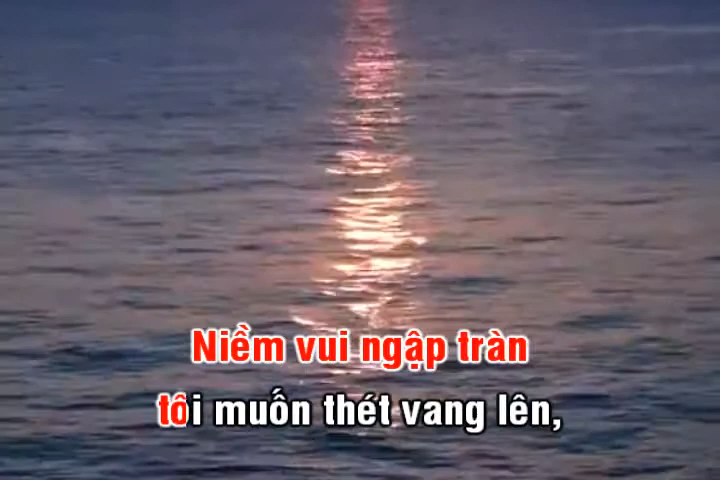 Niềm vui ngập tràn
tôi muốn thét vang lên,